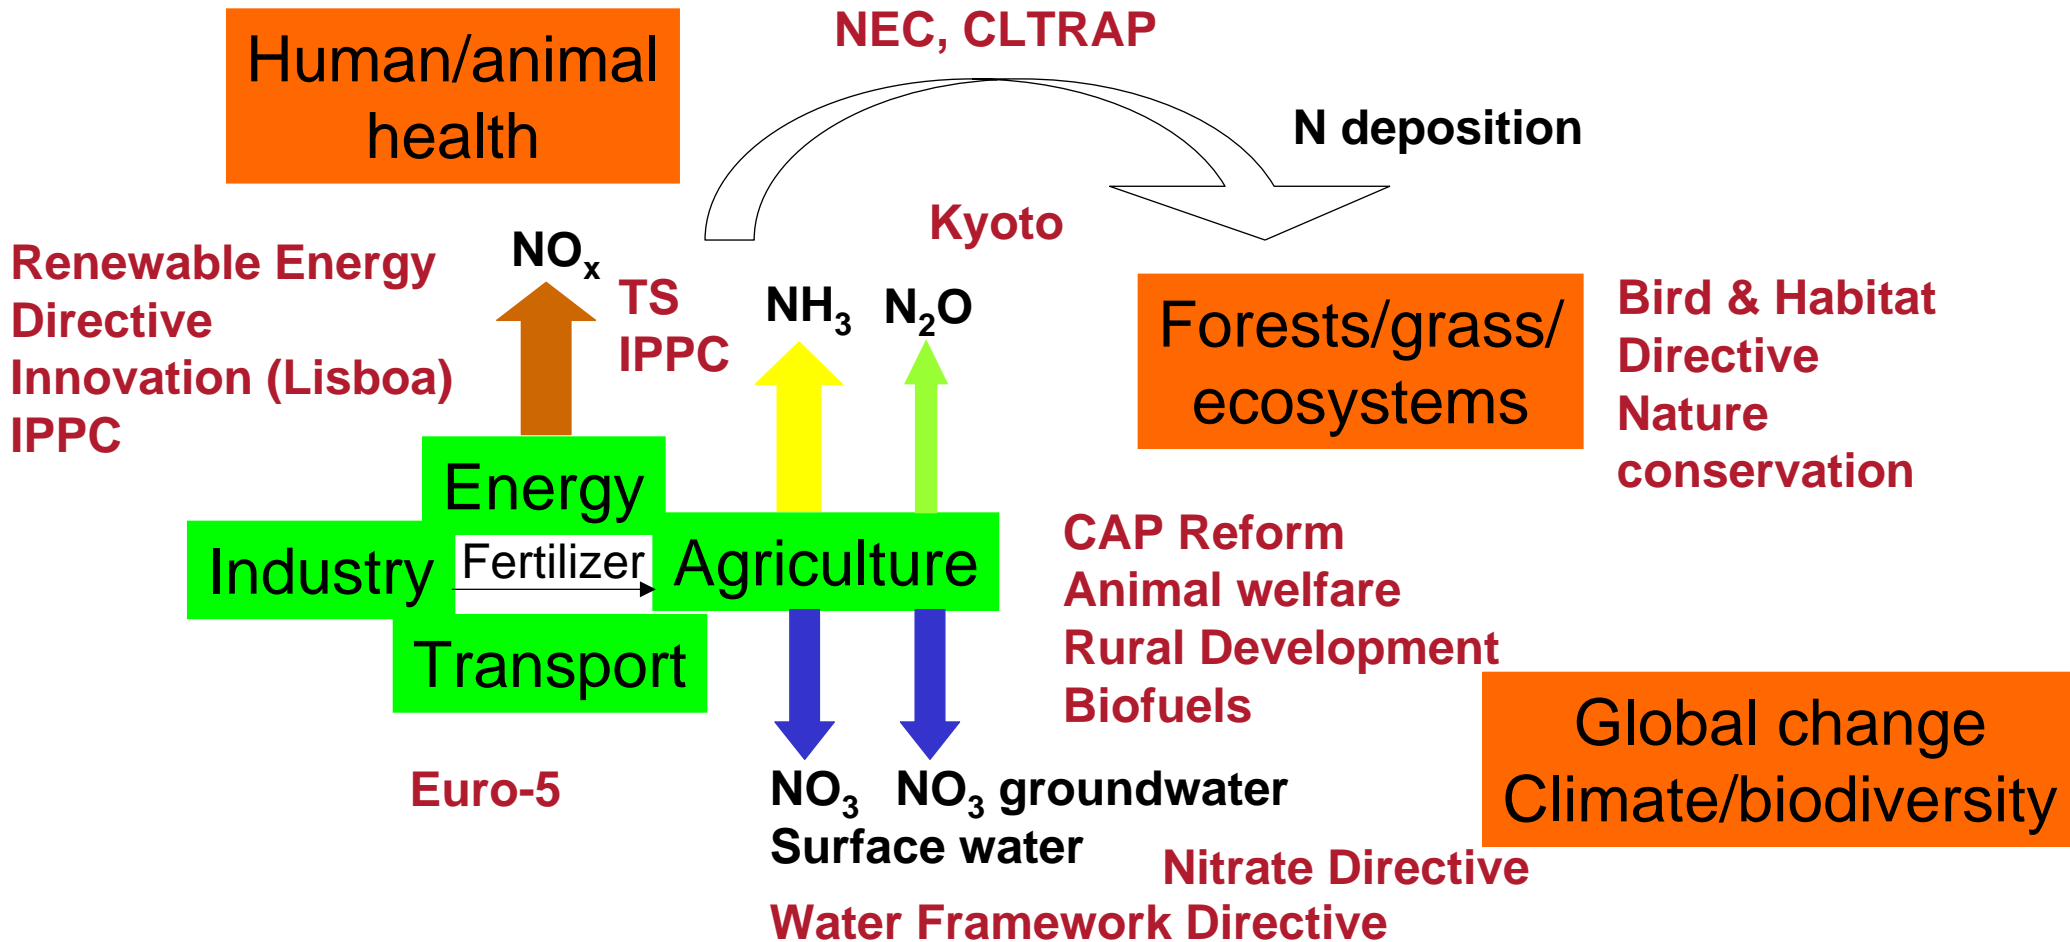 NEC, CLTRAP
Human/animal
health
N deposition
Kyoto
Renewable Energy
Directive
Innovation (Lisboa)
IPPC
NOₓ
TS
IPPC
NH₃
N₂O
Forests/grass/
ecosystems
Bird & Habitat
Directive
Nature
conservation
Energy
Industry
Fertilizer
Agriculture
Transport
CAP Reform
Animal welfare
Rural Development
Biofuels
Global change
Climate/biodiversity
Euro-5
NO₃ NO₃ groundwater
Surface water
Nitrate Directive
Water Framework Directive